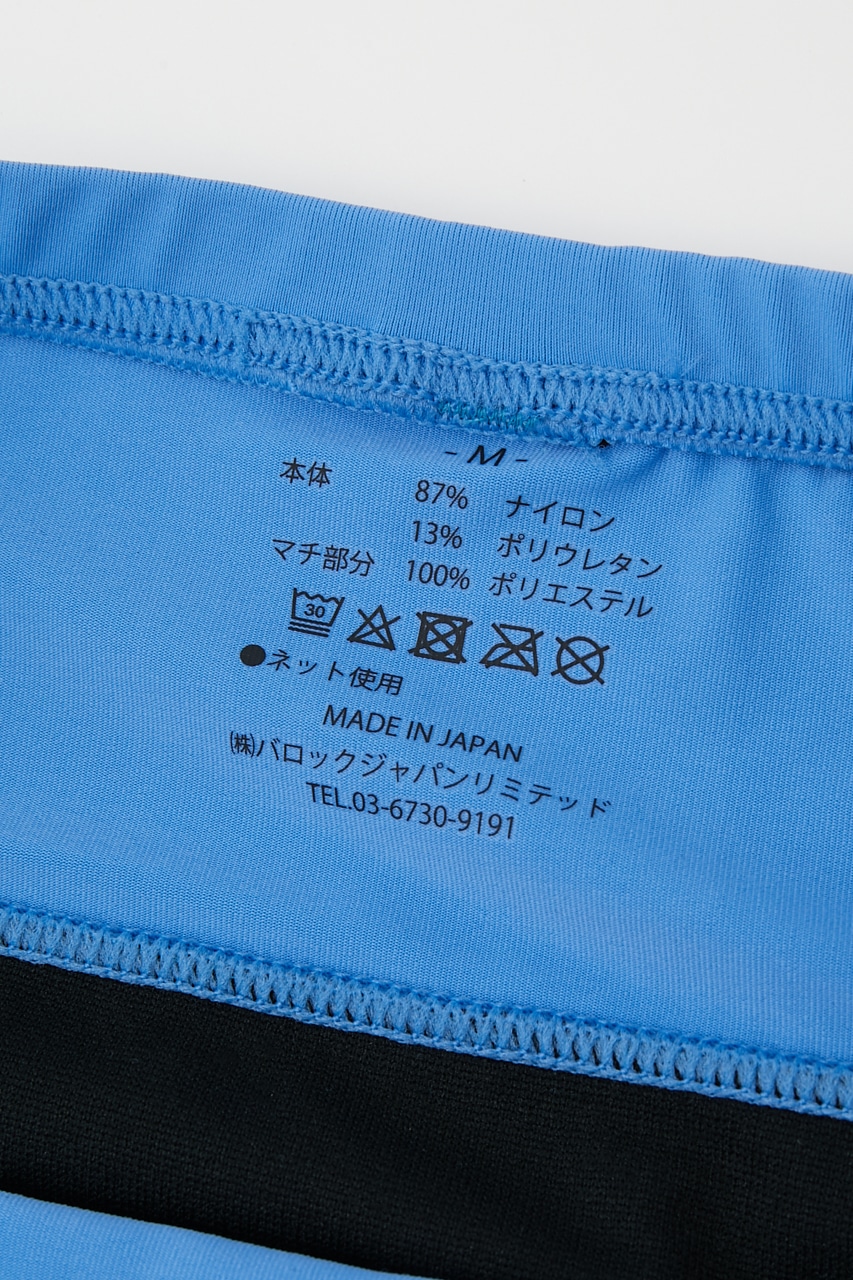 - M -
本体 87% ナイロン
13% ポリウレタン
マチ部分 100% ポリエステル
30
●ネット使用
MADE IN JAPAN
㈱バロックジャパンリミテッド
TEL.03-6730-9191